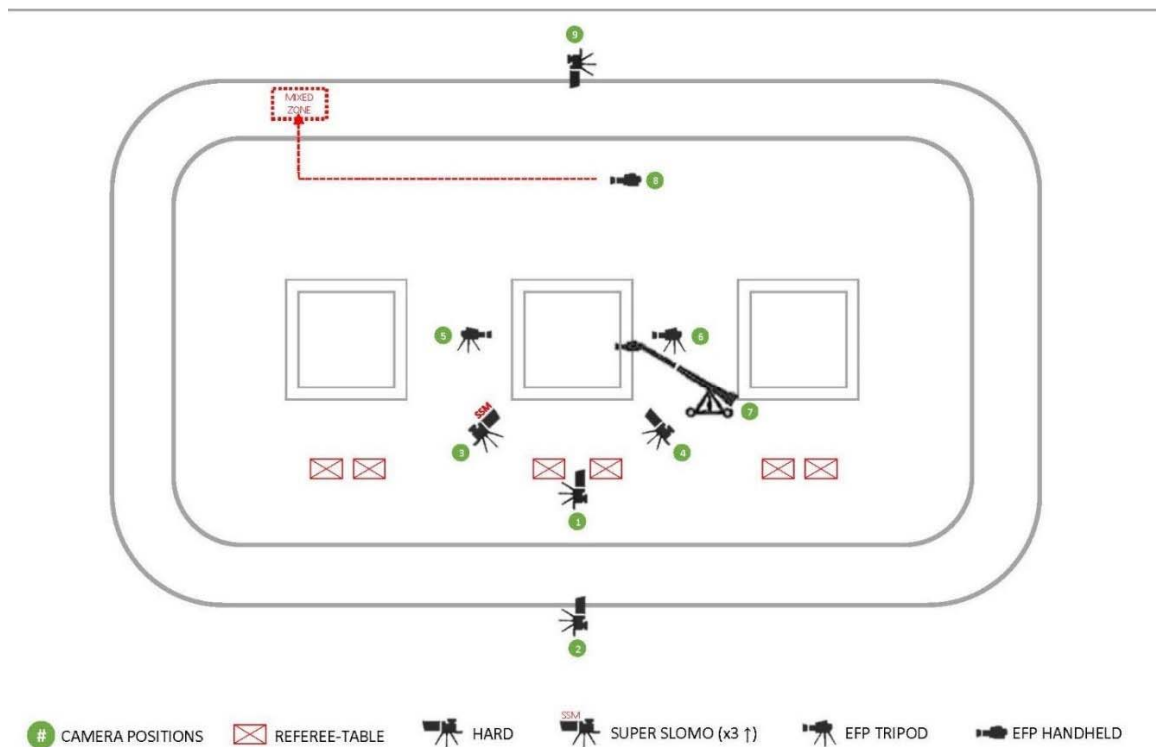 9
MIXED
ZONE
8
5
6
7
SSM
3
4
1
2
# CAMERA POSITIONS
REFEREE-TABLE
HARD
SSM
SUPER SLOMO (x3 ↑)
EFP TRIPOD
EFP HANDHELD